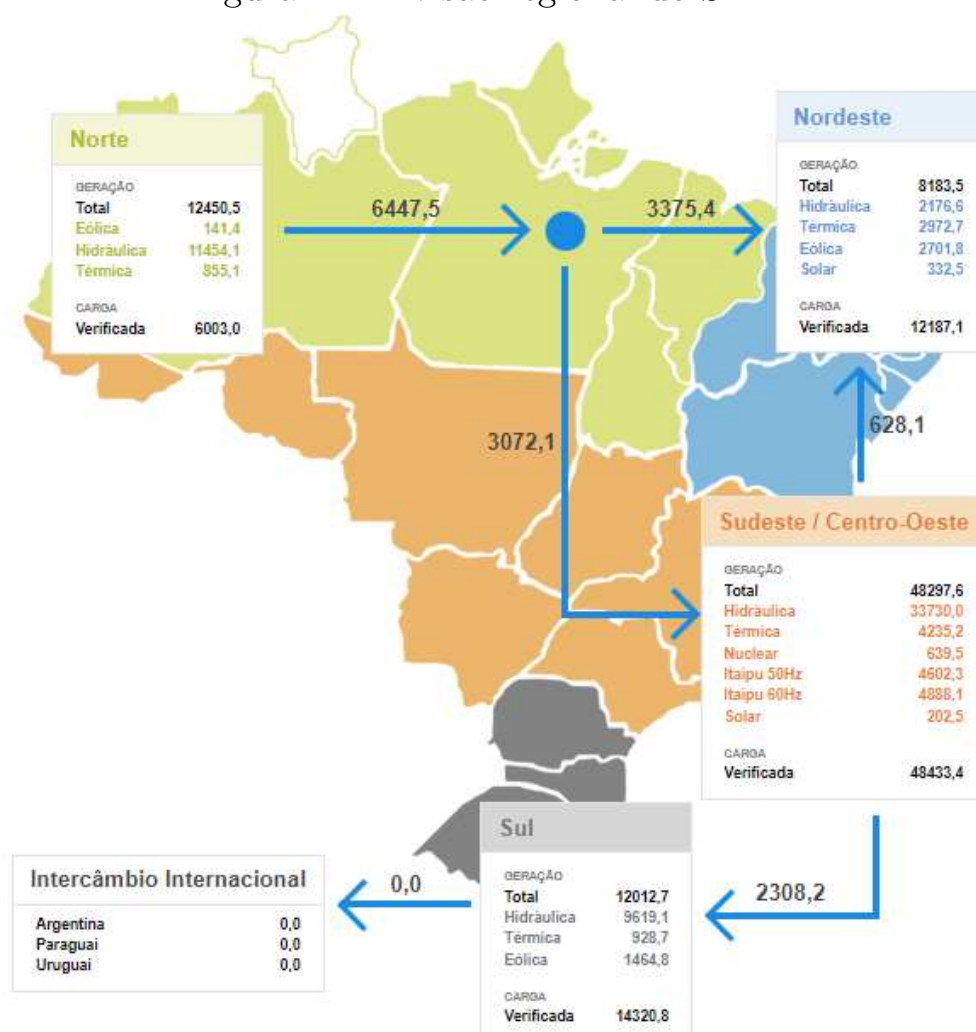 Norte
GERAÇÃO
Total 12450,5
Eólica 141,4
Hidráulica 11454,1
Térmica 855,1
CARGA
Verificada 6003,0
6447,5
3375,4
Nordeste
GERAÇÃO
Total 8183,5
Hidráulica 2176,6
Térmica 2972,7
Eólica 2701,8
Solar 332,5
CARGA
Verificada 12187,1
3072,1
628,1
Sudeste / Centro-Oeste
GERAÇÃO
Total 48297,6
Hidráulica 33730,0
Térmica 4235,2
Nuclear 639,5
Itaipu 50Hz 4602,3
Itaipu 60Hz 4888,1
Solar 202,5
CARGA
Verificada 48433,4
2308,2
Sul
GERAÇÃO
Total 12012,7
Hidráulica 9619,1
Térmica 928,7
Eólica 1464,8
CARGA
Verificada 14320,8
0,0
Intercâmbio Internacional
Argentina 0,0
Paraguai 0,0
Uruguai 0,0